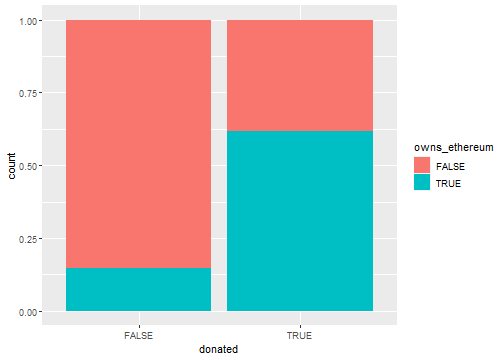 1.00
0.75
0.50
0.25
0.00
count
FALSE TRUE
donated
owns_ethereum
FALSE
TRUE